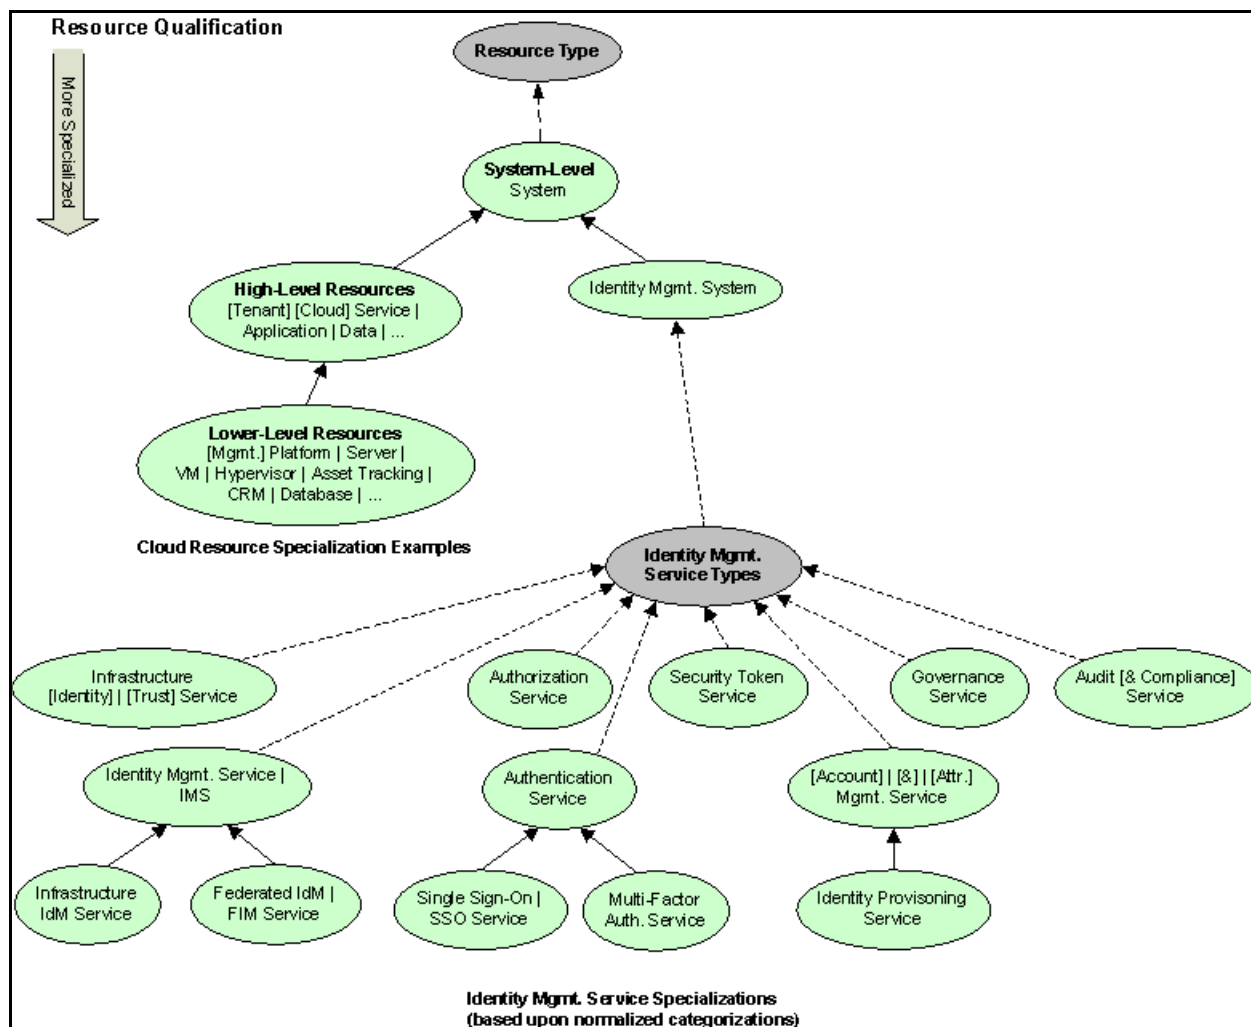 Resource Qualification
More Specialized
Resource Type
System-Level
System
High-Level Resources
[Tenant] [Cloud] Service |
Application | Data | ...
Identity Mgmt. System
Lower-Level Resources
[Mgmt.] Platform | Server |
VM | Hypervisor | Asset Tracking |
CRM | Database | ...
Cloud Resource Specialization Examples
Identity Mgmt.
Service Types
Infrastructure
[Identity] | [Trust] Service
Authorization
Service
Security Token
Service
Governance
Service
Audit [& Compliance]
Service
Identity Mgmt. Service |
IMS
Authentication
Service
[Account] | [&] | [Attr.]
Mgmt. Service
Infrastructure
IdM Service
Federated IdM |
FIM Service
Single Sign-On |
SSO Service
Multi-Factor
Auth. Service
Identity Provisoning
Service
Identity Mgmt. Service Specializations
(based upon normalized categorizations)